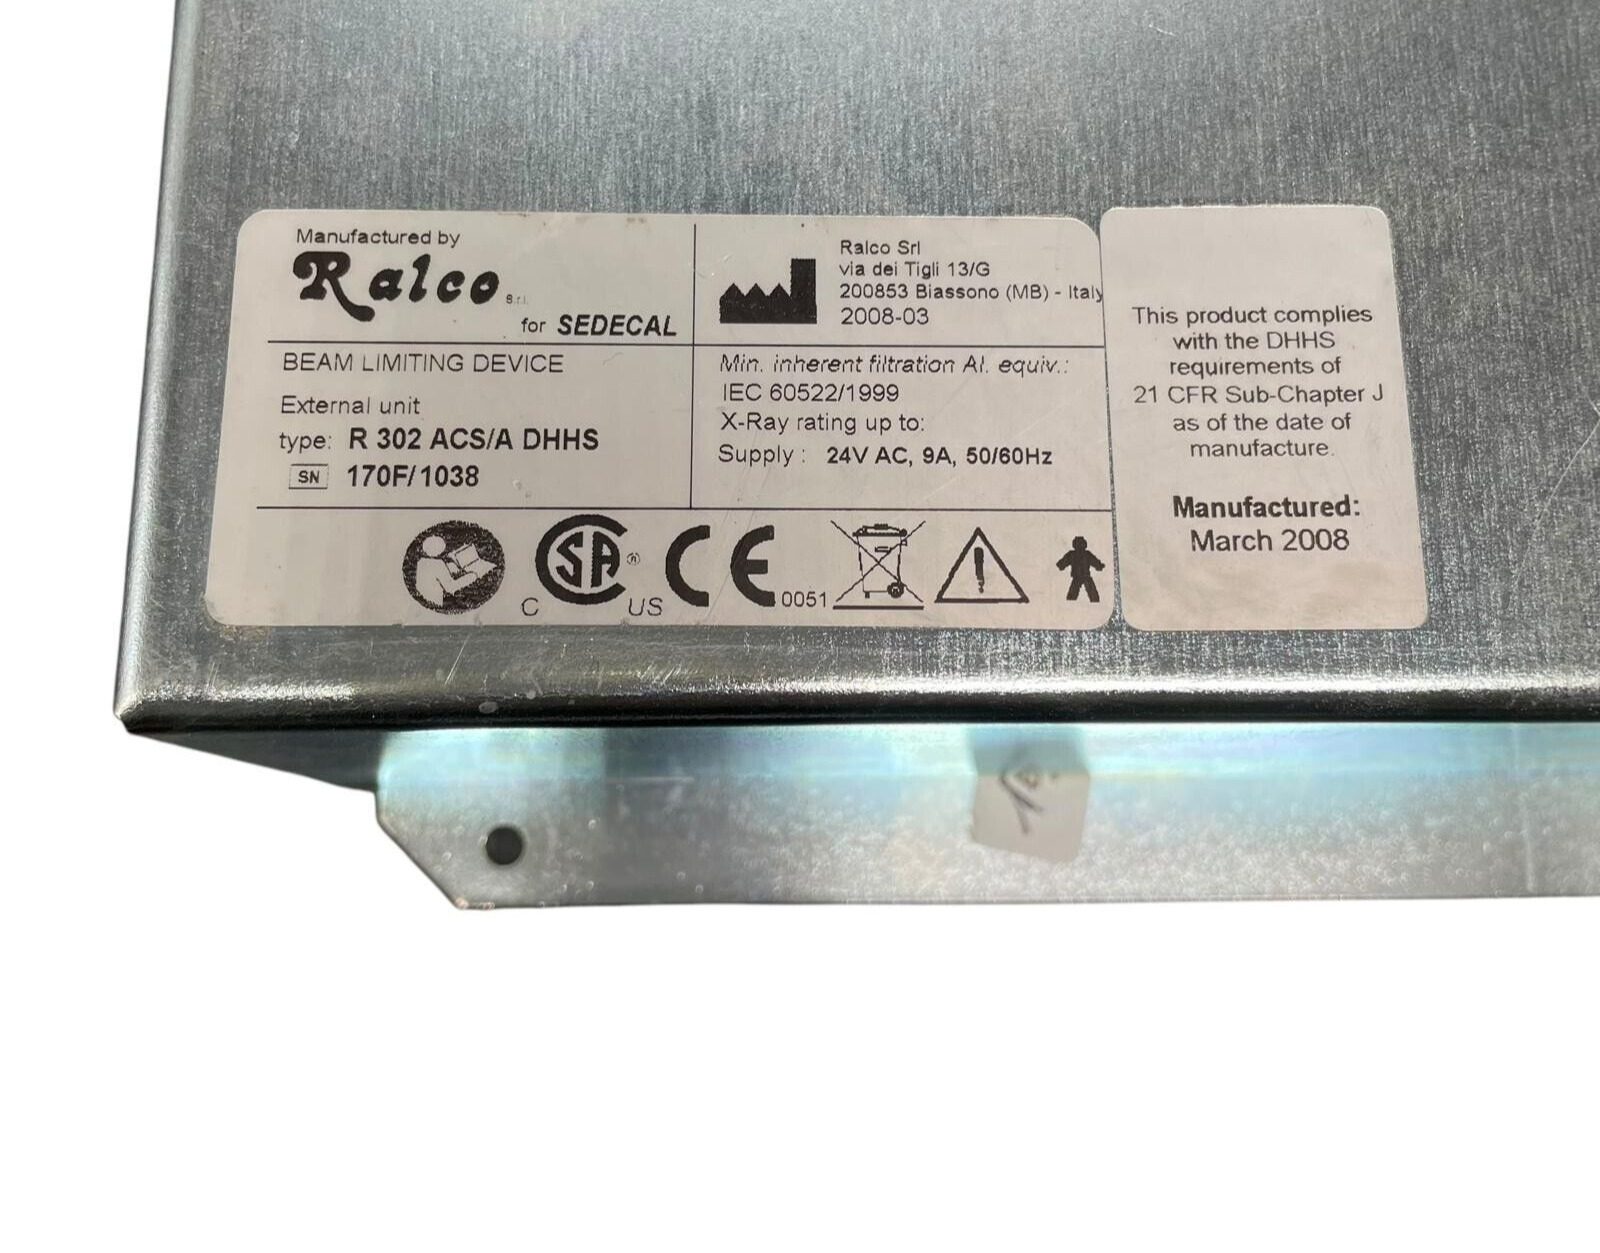 Manufactured by
Ralco s.r.l.
for SEDECAL
Ralco Srl
via dei Tigli 13/G
200853 Biassono (MB) - Italy
2008-03
BEAM LIMITING DEVICE
External unit
type: R 302 ACS/A DHHS
SN 170F/1038
Min. inherent filtration Al. equiv.:
IEC 60522/1999
X-Ray rating up to:
Supply : 24V AC, 9A, 50/60Hz
C SA ® US CE 0051
This product complies
with the DHHS
requirements of
21 CFR Sub-Chapter J
as of the date of
manufacture.
Manufactured:
March 2008